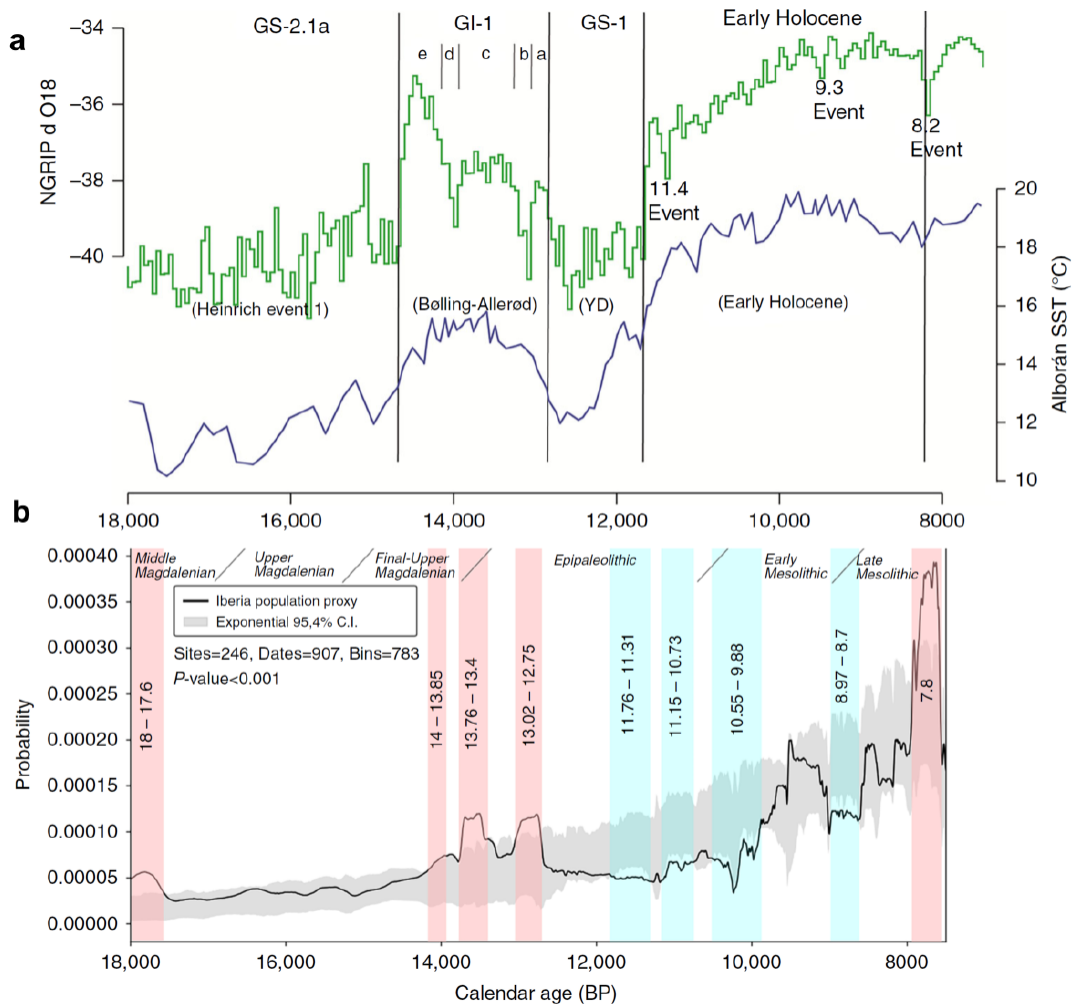 a
GS-2.1a
GI-1
GS-1
Early Holocene
e
d
c
b
a
−34
−36
−38
−40
NGRIP d O18
9.3
Event
8.2
Event
11.4
Event
(Heinrich event 1)
(Bølling-Allerød)
(YD)
(Early Holocene)
20
18
16
14
12
10
Alborán SST (°C)
18,000
16,000
14,000
12,000
10,000
8000
b
Middle
Magdalenian
Upper
Magdalenian
Final-Upper
Magdalenian
Epipaleolithic
Early
Mesolithic
Late
Mesolithic
0.00040
0.00035
0.00030
0.00025
0.00020
0.00015
0.00010
0.00005
0.00000
Probability
Iberia population proxy
Exponential 95,4% C.I.
Sites=246, Dates=907, Bins=783
P-value<0.001
18 – 17.6
14 – 13.85
13.76 – 13.4
13.02 – 12.75
11.76 – 11.31
11.15 – 10.73
10.55 – 9.88
8.97 – 8.7
7.8
18,000
16,000
14,000
12,000
10,000
8000
Calendar age (BP)